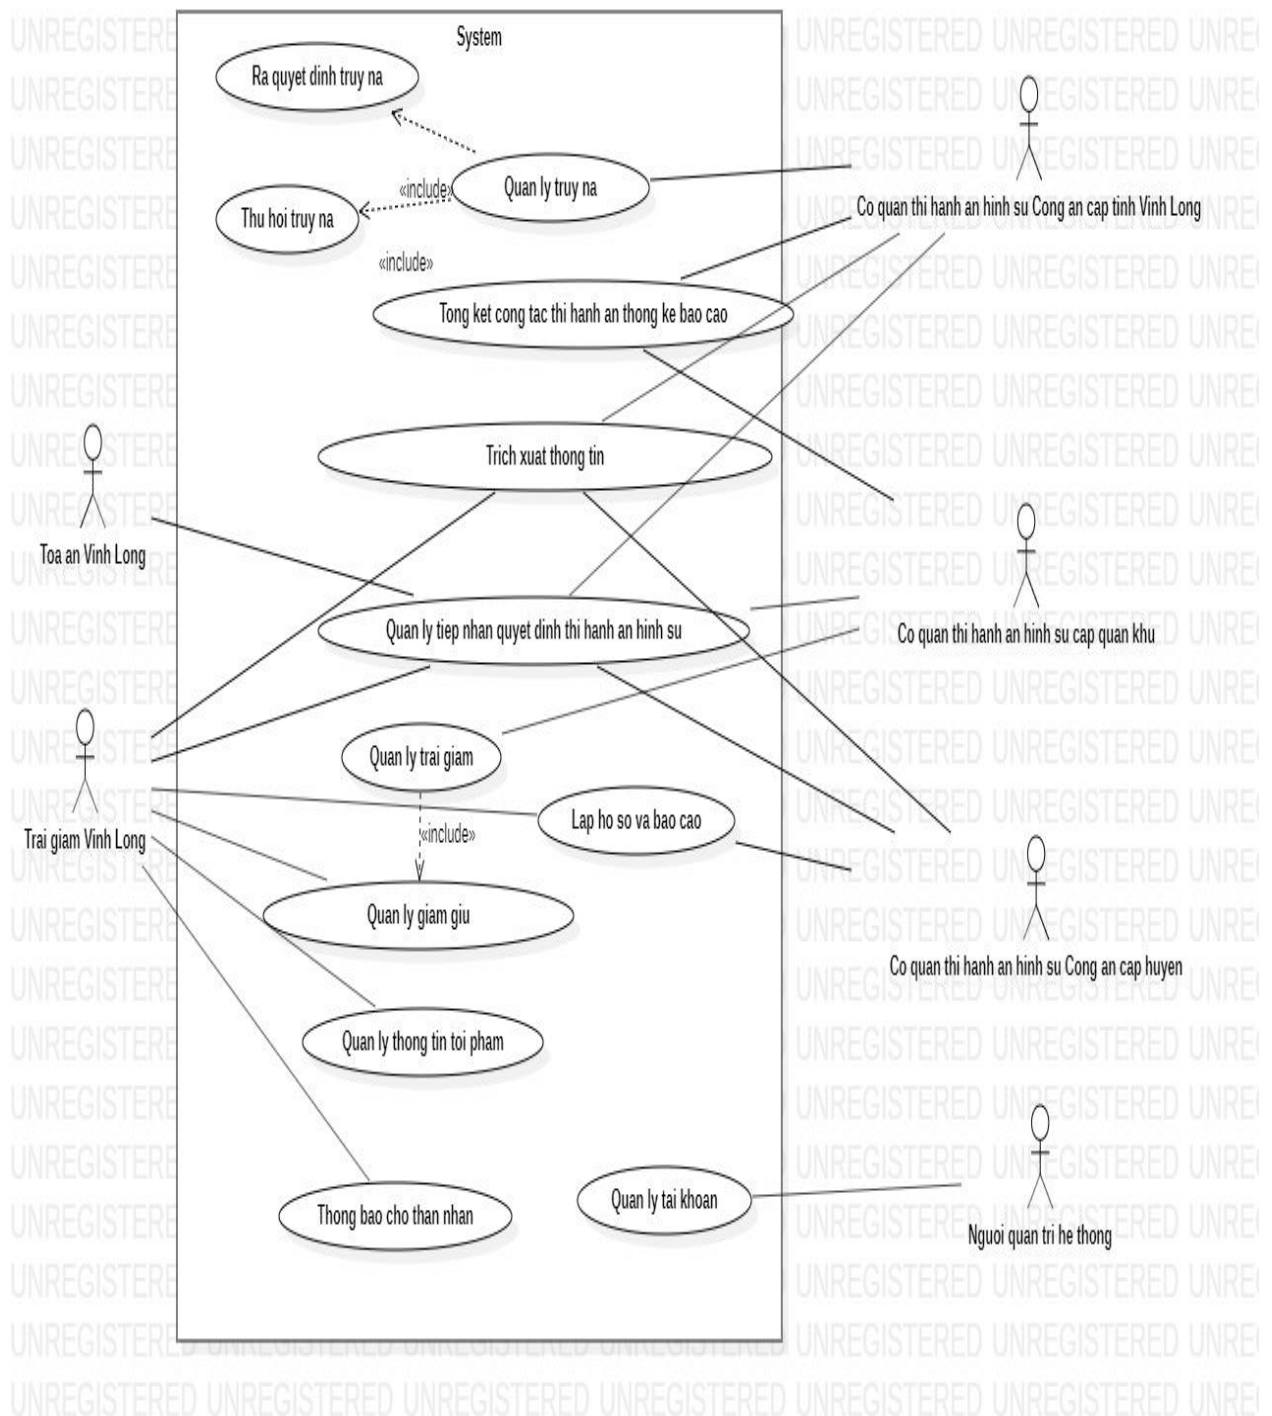 System
Ra quyet dinh truy na
Quan ly truy na
«include»
Thu hoi truy na
Co quan thi hanh an hinh su Cong an cap tinh Vinh Long
«include»
Tong ket cong tac thi hanh an thong ke bao cao
Trich xuat thong tin
Toa an Vinh Long
Quan ly tiep nhan quyet dinh thi hanh an hinh su
Co quan thi hanh an hinh su cap quan khu
Quan ly trai giam
Lap ho so va bao cao
«include»
Trai giam Vinh Long
Quan ly giam giu
Co quan thi hanh an hinh su Cong an cap huyen
Quan ly thong tin toi pham
Quan ly tai khoan
Thong bao cho than nhan
Nguoi quan tri he thong
UNREGISTERED UNREGISTERED UNREGISTERED UNREGISTERED UNREGISTERED UNREGISTERED